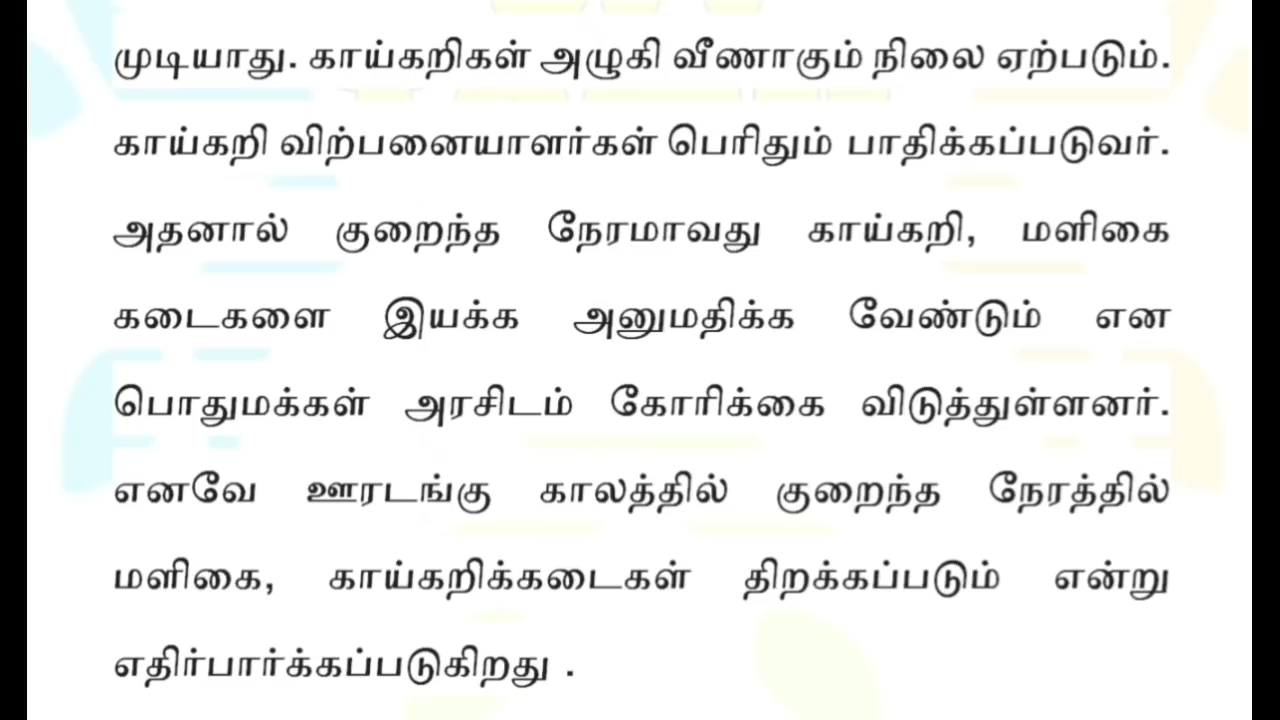 முடியாது. காய்கறிகள் அழுகி வீணாகும் நிலை ஏற்படும்.
காய்கறி விற்பனையாளர்கள் பெரிதும் பாதிக்கப்படுவர்.
அதனால் குறைந்த நேரமாவது காய்கறி, மளிகை
கடைகளை இயக்க அனுமதிக்க வேண்டும் என
பொதுமக்கள் அரசிடம் கோரிக்கை விடுத்துள்ளனர்.
எனவே ஊரடங்கு காலத்தில் குறைந்த நேரத்தில்
மளிகை, காய்கறிக்கடைகள் திறக்கப்படும் என்று
எதிர்பார்க்கப்படுகிறது .